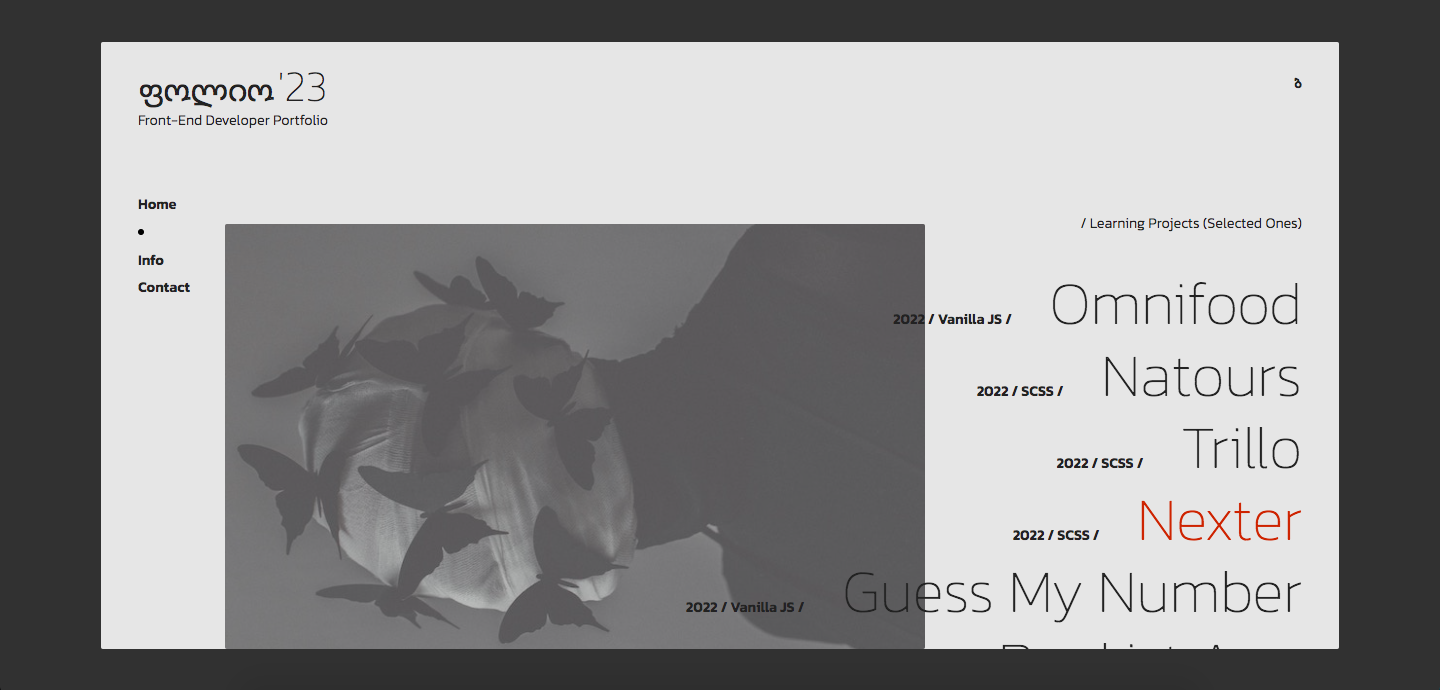 ფოლიო '23
Front-End Developer Portfolio
ბ
Home
Info
Contact
/ Learning Projects (Selected Ones)
2022 / Vanilla JS / Omnifood
2022 / SCSS / Natours
2022 / SCSS / Trillo
2022 / SCSS / Nexter
2022 / Vanilla JS / Guess My Number